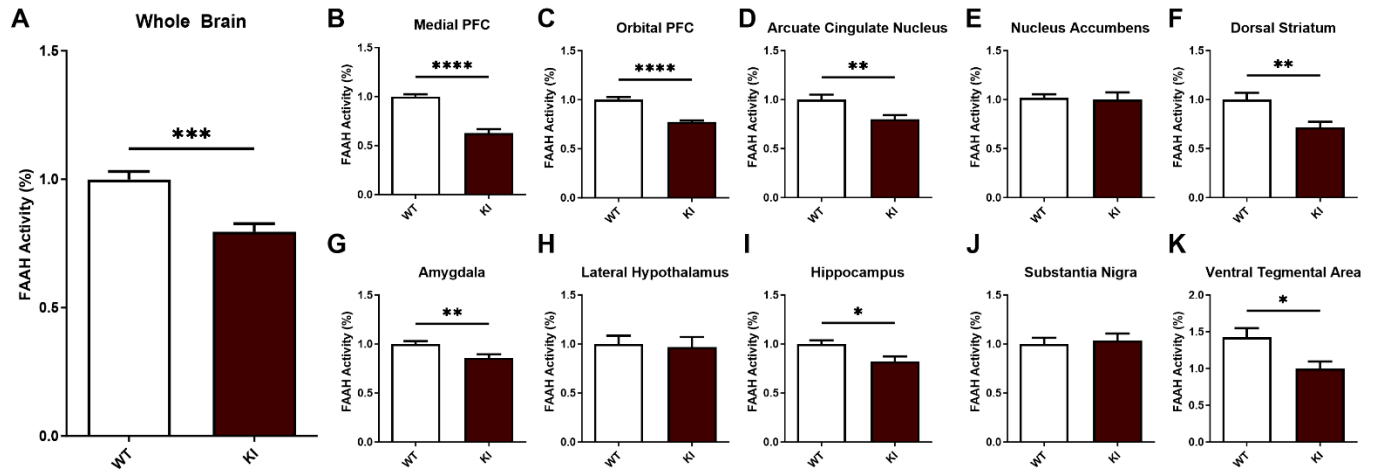 A
Whole Brain
FAAH Activity (%)
1.5
1.0
0.5
0.0
***
WT
KI
B
Medial PFC
FAAH Activity (%)
1.5
1.0
0.5
0.0
****
WT
KI
C
Orbital PFC
FAAH Activity (%)
1.5
1.0
0.5
0.0
****
WT
KI
D
Arcuate Cingulate Nucleus
FAAH Activity (%)
1.5
1.0
0.5
0.0
**
WT
KI
E
Nucleus Accumbens
FAAH Activity (%)
1.5
1.0
0.5
0.0
WT
KI
F
Dorsal Striatum
FAAH Activity (%)
1.5
1.0
0.5
0.0
**
WT
KI
G
Amygdala
FAAH Activity (%)
1.5
1.0
0.5
0.0
**
WT
KI
H
Lateral Hypothalamus
FAAH Activity (%)
1.5
1.0
0.5
0.0
WT
KI
I
Hippocampus
FAAH Activity (%)
1.5
1.0
0.5
0.0
*
WT
KI
J
Substantia Nigra
FAAH Activity (%)
1.5
1.0
0.5
0.0
WT
KI
K
Ventral Tegmental Area
FAAH Activity (%)
2.0
1.5
1.0
0.5
0.0
*
WT
KI